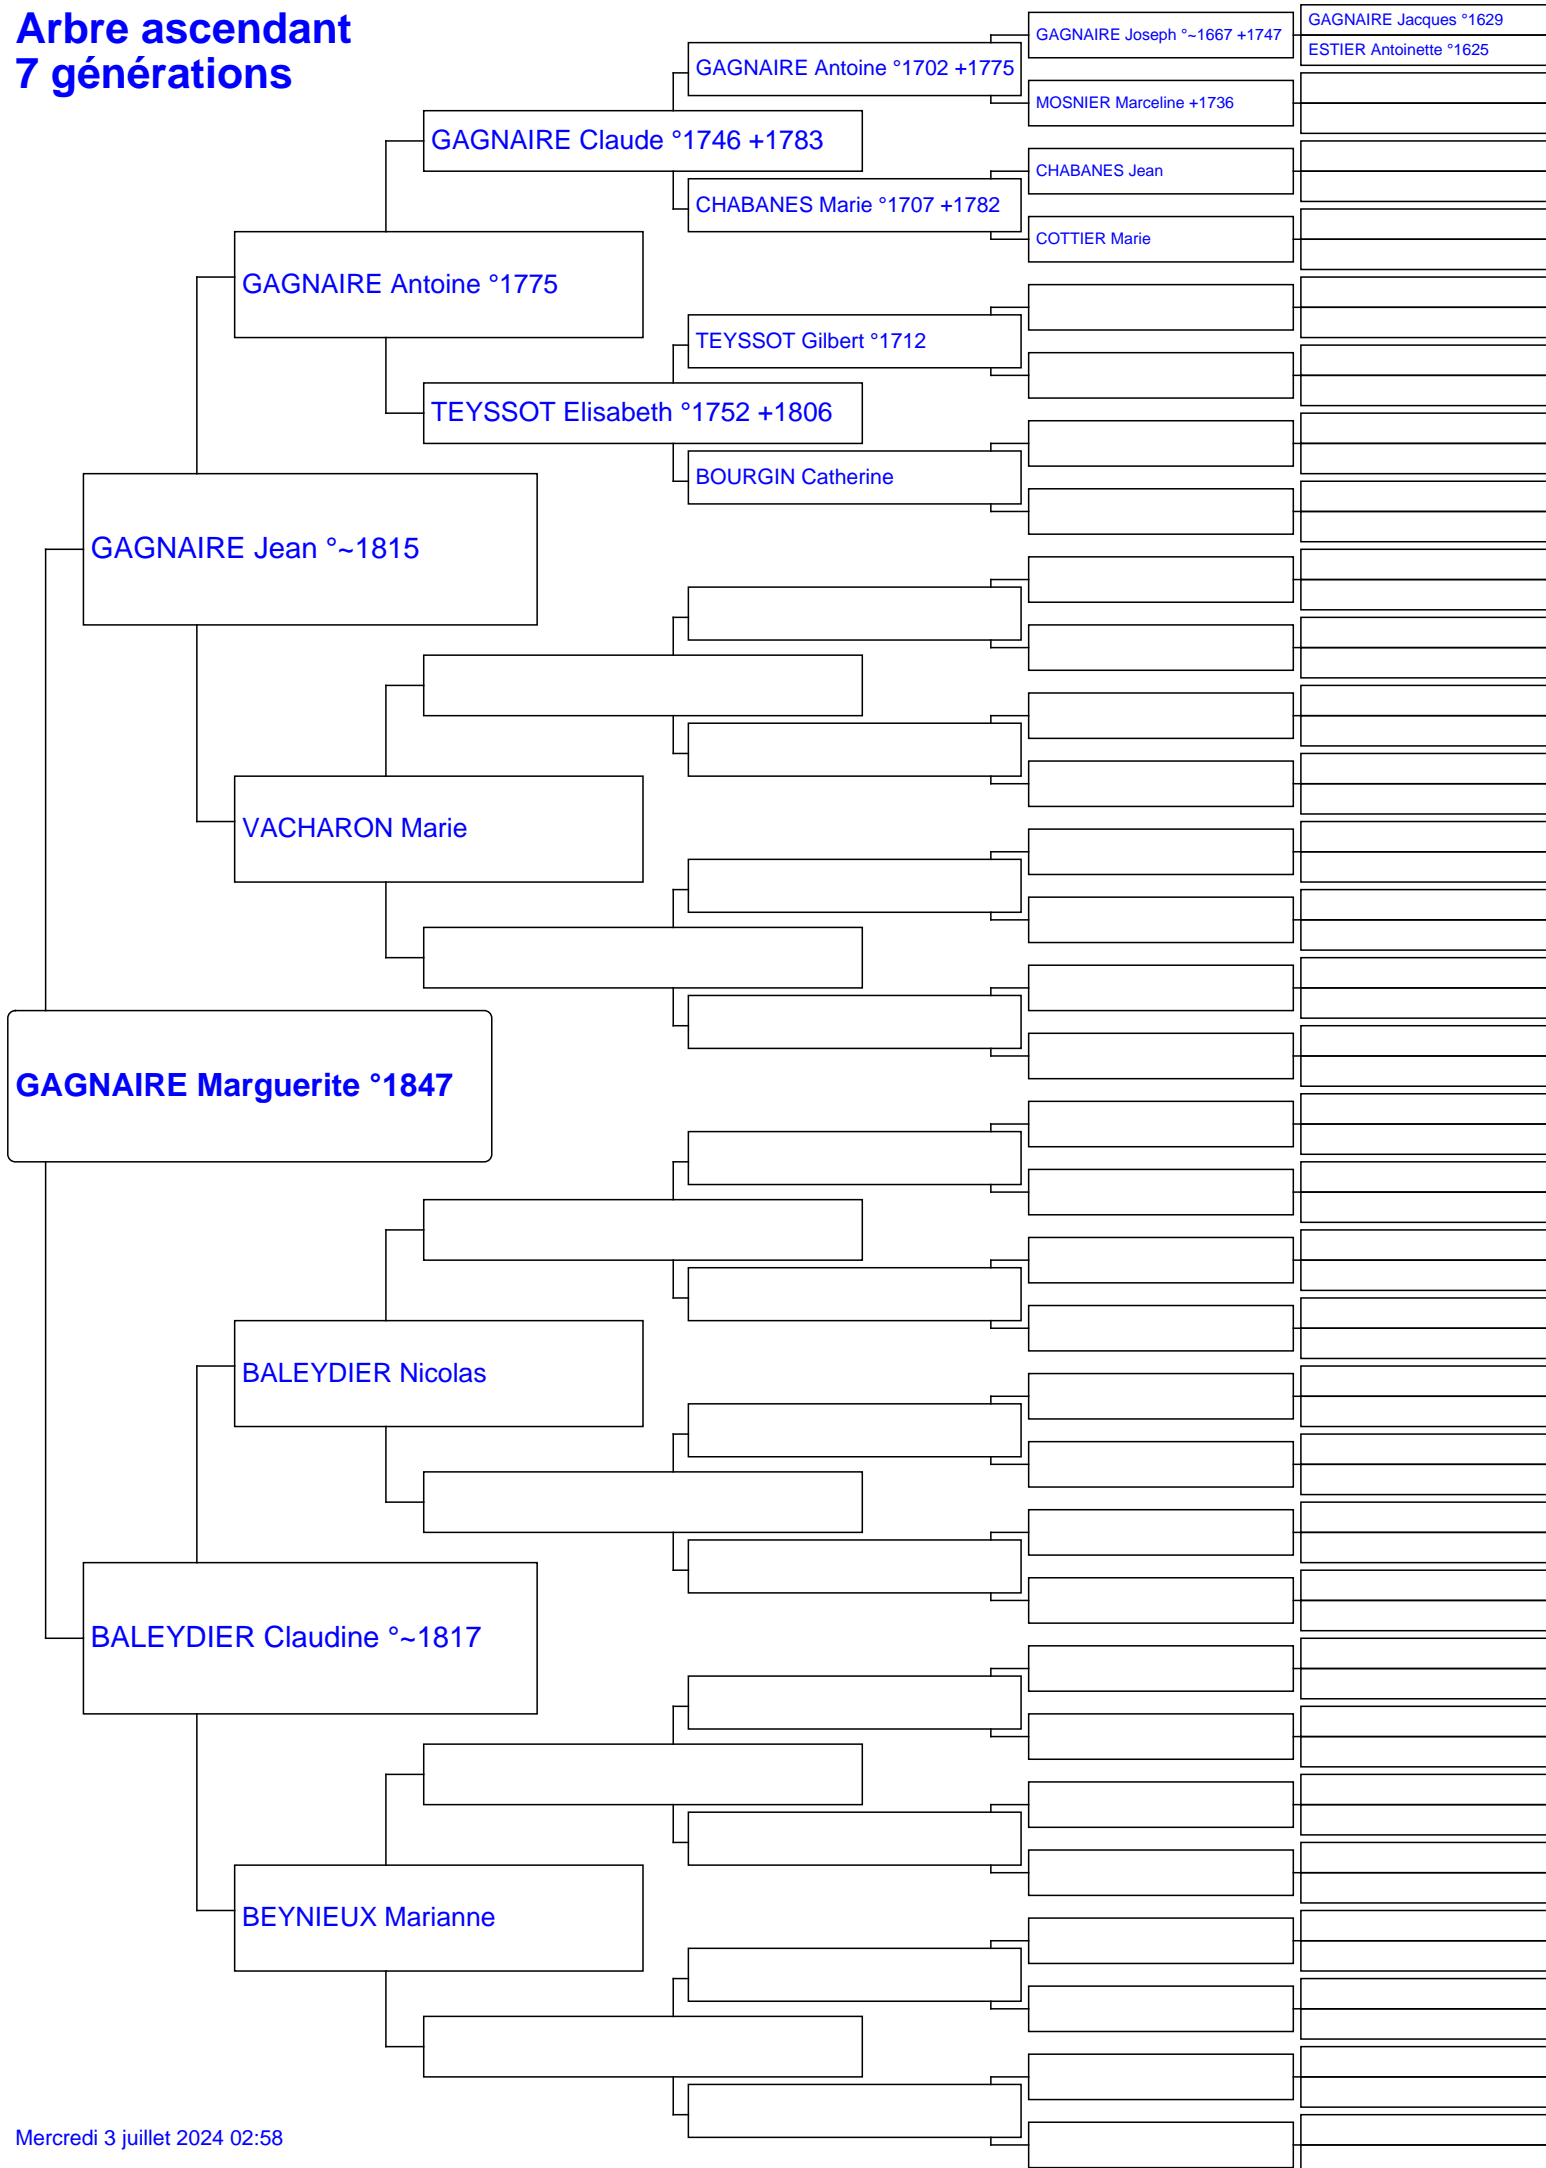 Arbre ascendant
7 générations
GAGNAIRE Joseph °~1667 +1747
GAGNAIRE Jacques °1629
ESTIER Antoinette °1625
GAGNAIRE Antoine °1702 +1775
MOSNIER Marceline +1736
GAGNAIRE Claude °1746 +1783
CHABANES Jean
CHABANES Marie °1707 +1782
COTTIER Marie
GAGNAIRE Antoine °1775
TEYSSOT Gilbert °1712
TEYSSOT Elisabeth °1752 +1806
BOURGIN Catherine
GAGNAIRE Jean °~1815
VACHARON Marie
GAGNAIRE Marguerite °1847
BALEYDIER Nicolas
BALEYDIER Claudine °~1817
BEYNIEUX Marianne
Mercredi 3 juillet 2024 02:58